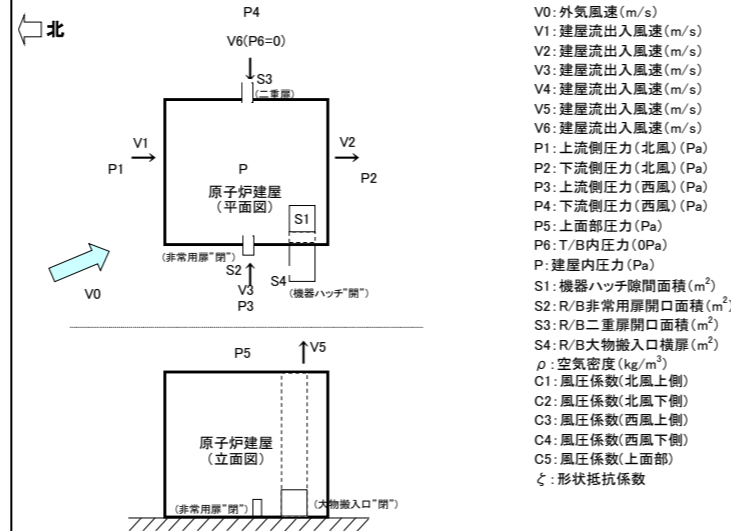 P4
北
V6(P6=0)
S3
(二重扉)
V1
P1
P
V2
P2
原子炉建屋
(平面図)
S1
(非常用扉"閉")
S2
V3
P3
S4
(機器ハッチ"開")
V0
P5
V5
原子炉建屋
(立面図)
(非常用扉"閉")
(大物搬入口"閉")
V0:外気風速(m/s)
V1:建屋流出入風速(m/s)
V2:建屋流出入風速(m/s)
V3:建屋流出入風速(m/s)
V4:建屋流出入風速(m/s)
V5:建屋流出入風速(m/s)
V6:建屋流出入風速(m/s)
P1:上流側圧力(北風)(Pa)
P2:下流側圧力(北風)(Pa)
P3:上流側圧力(西風)(Pa)
P4:下流側圧力(西風)(Pa)
P5:上面部圧力(Pa)
P6:T/B内圧力(0Pa)
P:建屋内圧力(Pa)
S1:機器ハッチ隙間面積(m²)
S2:R/B非常用扉開口面積(m²)
S3:R/B二重扉開口面積(m²)
S4:R/B大物搬入口横扉(m²)
ρ:空気密度(kg/m³)
C1:風圧係数(北風上側)
C2:風圧係数(北風下側)
C3:風圧係数(西風上側)
C4:風圧係数(西風下側)
C5:風圧係数(上面部)
ζ:形状抵抗係数